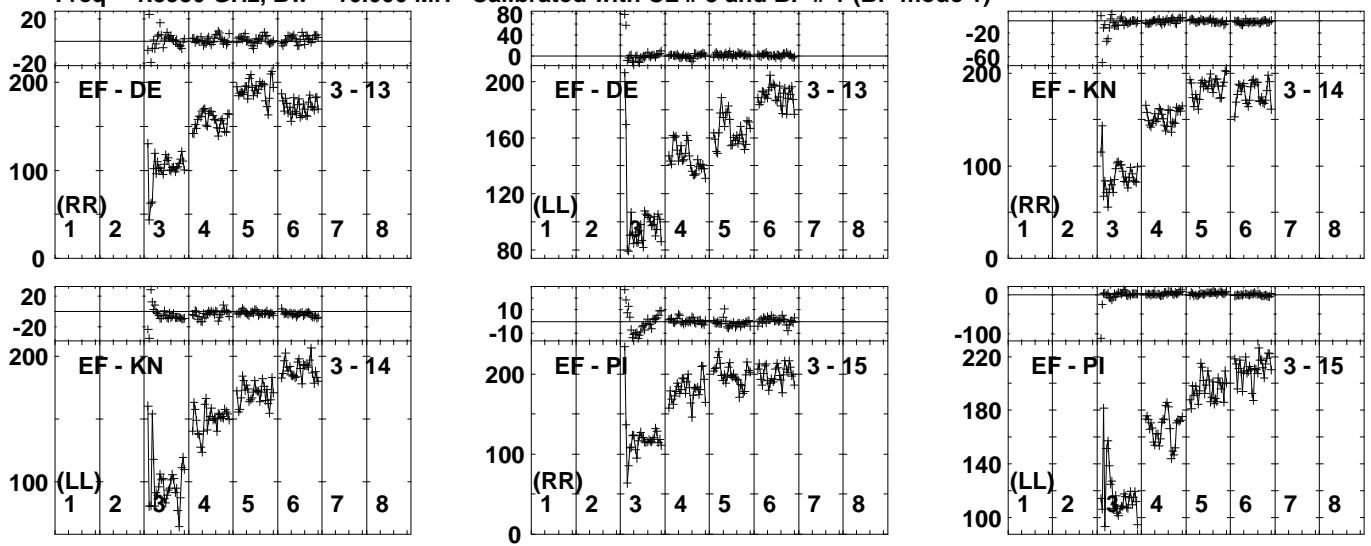 Freq = GHz, Bw = MH Calibrated with CL # and BP # 1 (BP mode 1)
20
-20
200
100
0
EF - DE
3 - 13
(RR)
1 2 3 4 5 6 7 8
80
40
0
200
160
120
80
EF - DE
3 - 13
(LL)
1 2 3 4 5 6 7 8
-20
-60
200
100
0
EF - KN
3 - 14
(RR)
1 2 3 4 5 6 7 8
20
-20
200
100
EF - KN
3 - 14
(LL)
1 2 3 4 5 6 7 8
10
-10
200
100
0
EF - PI
3 - 15
(RR)
1 2 3 4 5 6 7 8
0
-100
220
180
140
100
EF - PI
3 - 15
(LL)
1 2 3 4 5 6 7 8